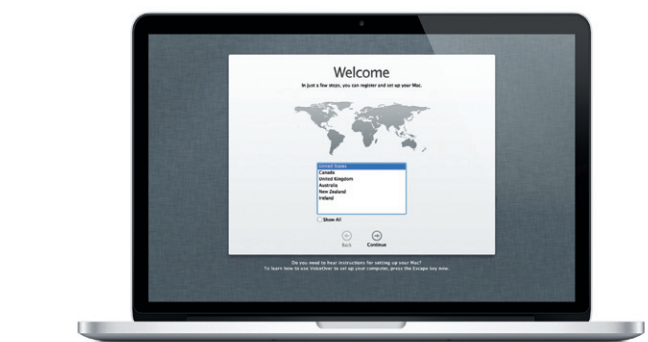 Welcome
In just a few steps, you can register and set up your Mac.
United States
Canada
United Kingdom
Australia
New Zealand
Ireland
Show All
Back
Continue
Do you need to hear instructions for setting up your Mac?
To learn how to use VoiceOver to set up your computer, press the Escape key now.